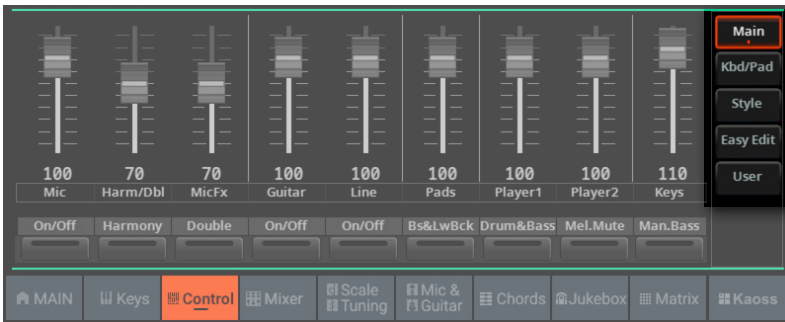 Main
Kbd/Pad
Style
Easy Edit
User
100 70 70 100 100 100 100 100 110
Mic Harm/Dbl MicFx Guitar Line Pads Player1 Player2 Keys
On/Off Harmony Double On/Off On/Off Bs&LwBck Drum&Bass Mel.Mute Man.Bass
MAIN Keys Control Mixer Scale Tuning Mic & Guitar Chords Jukebox Matrix Kaoss